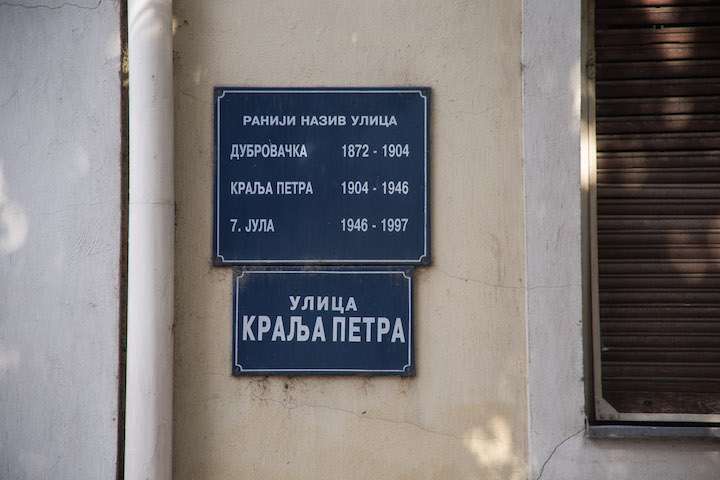 РАНИЈИ НАЗИВ УЛИЦА
ДУБРОВАЧКА 1872 - 1904
КРАЉА ПЕТРА 1904 - 1946
7. ЈУЛА 1946 - 1997
УЛИЦА
КРАЉА ПЕТРА